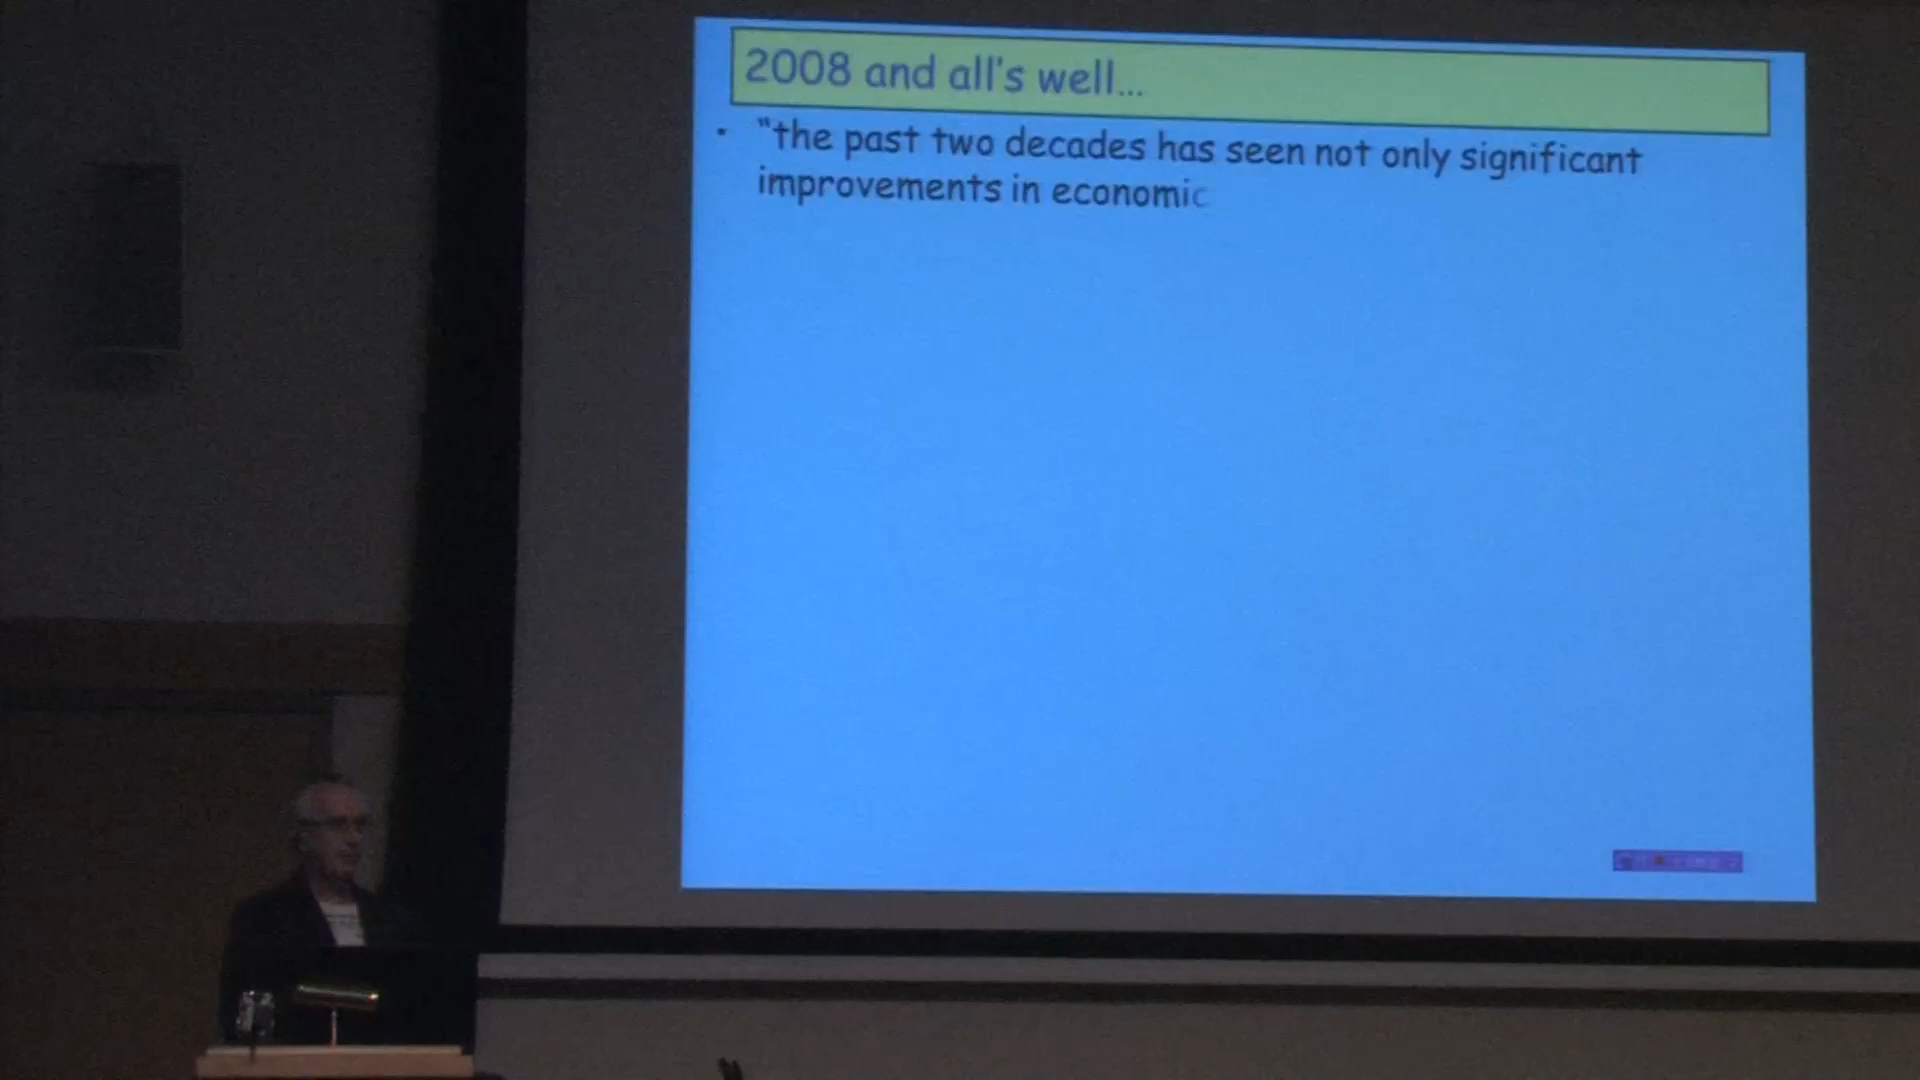 2008 and all's well...
• "the past two decades has seen not only significant
improvements in economic